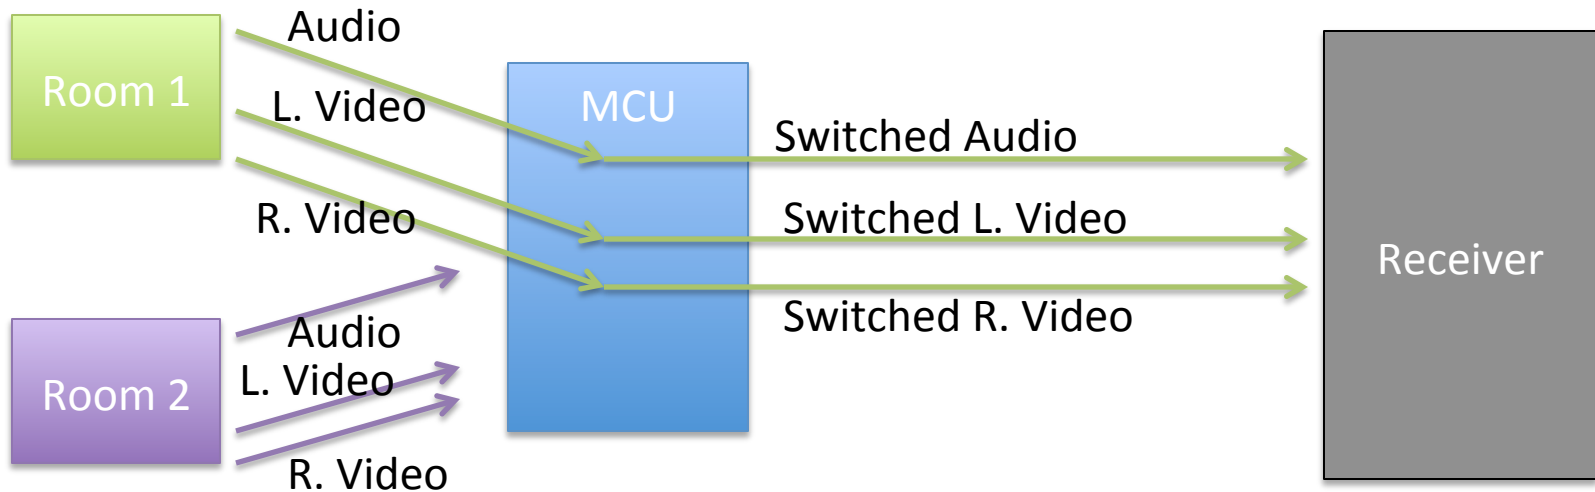 Audio
Room 1
L. Video
MCU
Switched Audio
R. Video
Switched L. Video
Receiver
Switched R. Video
Audio
L. Video
Room 2
R. Video